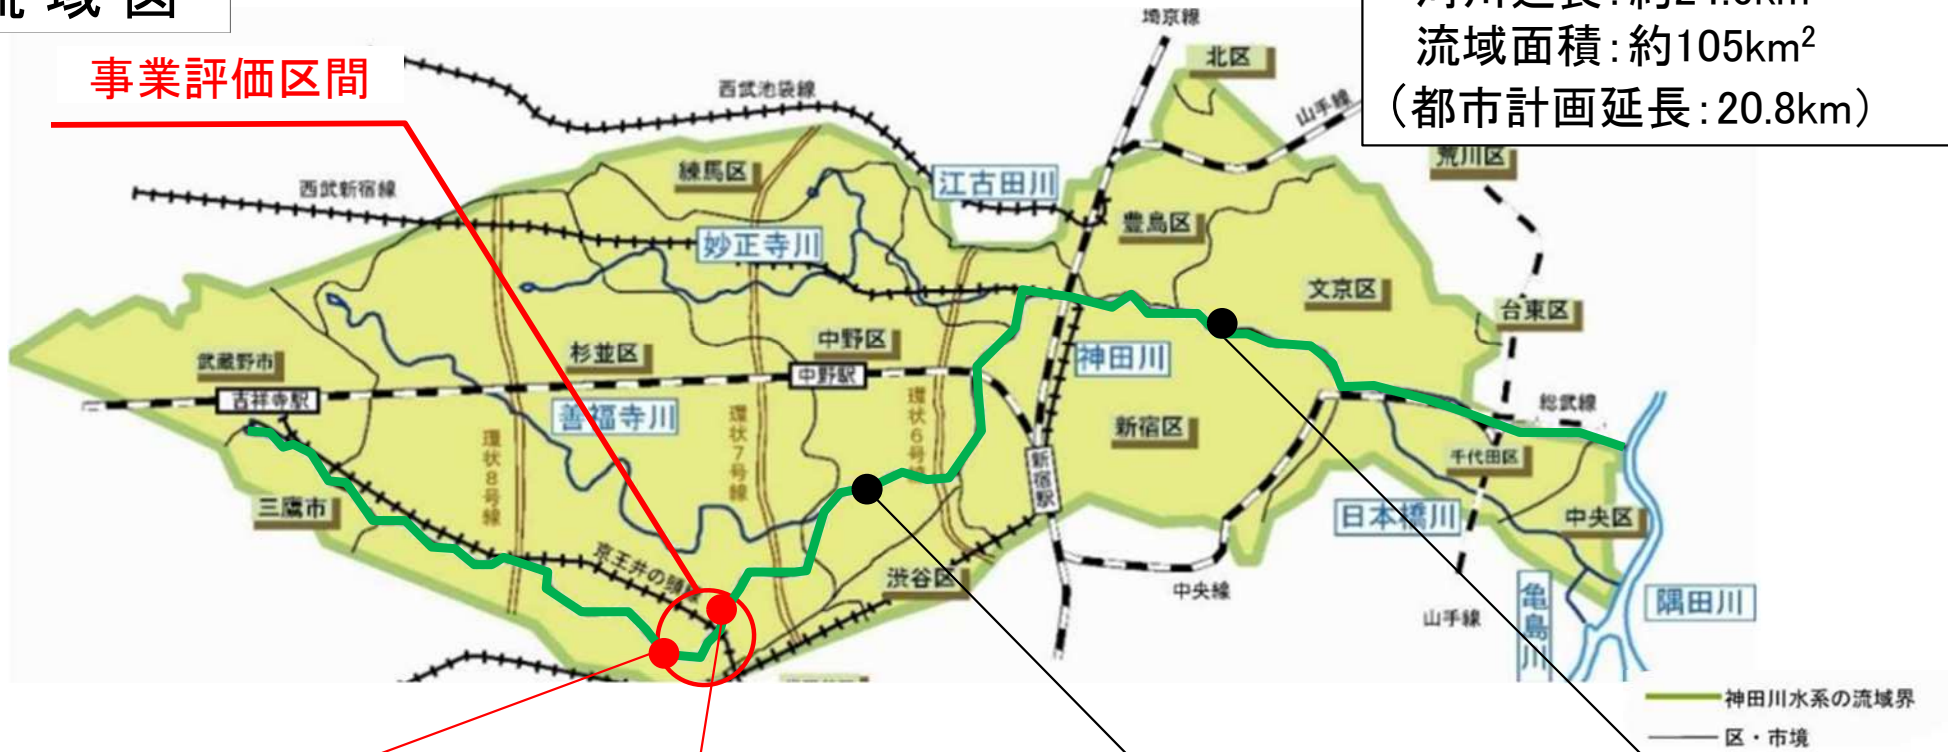 流域図
事業評価区間
流域面積：約105km2
（都市計画延長：20.8km）
埼京線
北区
西武池袋線
山手線
荒川区
練馬区
江古田川
西武新宿線
豊島区
妙正寺川
文京区
台東区
中野区
杉並区
神田川
武蔵野市
中野駅
吉祥寺駅
善福寺川
環状8号線
環状7号線
環状6号線
総武線
新宿区
千代田区
新宿駅
三鷹市
日本橋川
中央区
京王井の頭線
渋谷区
中央線
山手線
亀島川
隅田川
神田川水系の流域界
区・市境